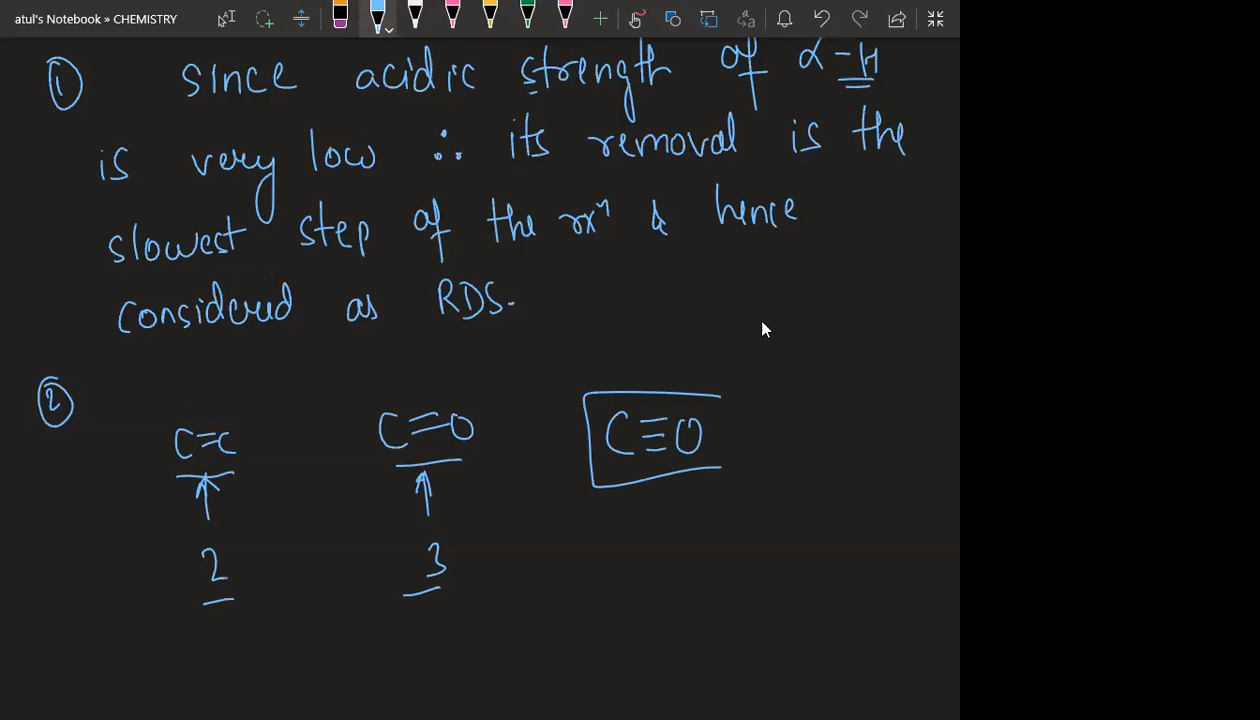 atul's Notebook » CHEMISTRY
① since acidic strength of α-H
is very low ∴ its removal is the
slowest step of the rxⁿ & hence
considered as RDS.
②
C=C C=O C≡O
2 3